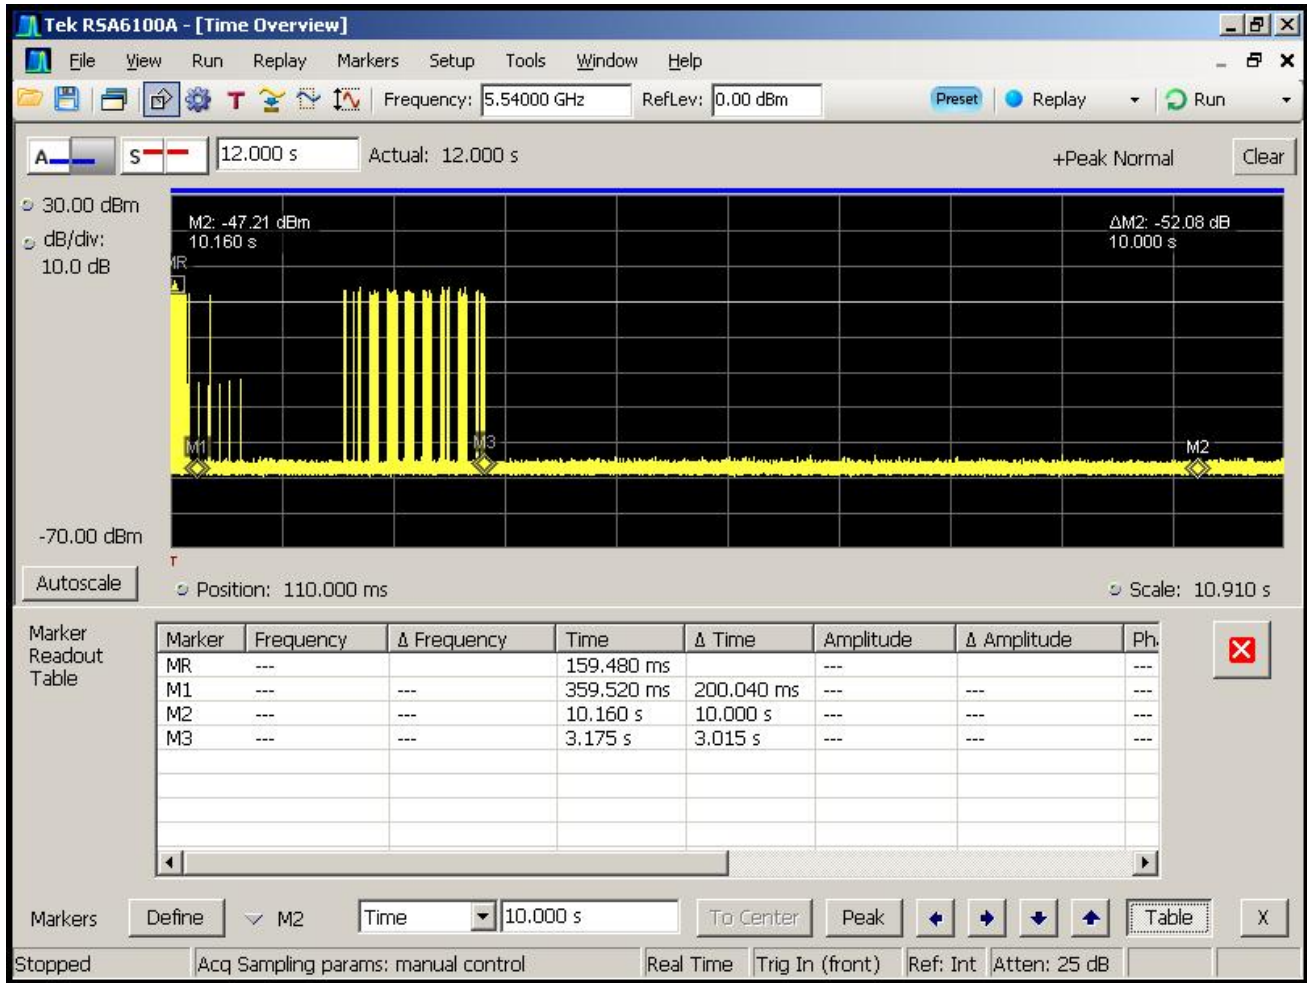 Tek RSA6100A - [Time Overview]
File View Run Replay Markers Setup Tools Window Help
T Frequency: 5.54000 GHz RefLev: 0.00 dBm Preset Replay Run
A S 12.000 s Actual: 12.000 s +Peak Normal Clear
30.00 dBm
dB/div:
10.0 dB
M2: -47.21 dBm
10.160 s
ΔM2: -52.08 dB
10.000 s
MR
M1
M3
M2
-70.00 dBm
T
Autoscale Position: 110.000 ms Scale: 10.910 s
Marker
Readout
Table
Marker Frequency Δ Frequency Time Δ Time Amplitude Δ Amplitude Ph
MR --- 159.480 ms --- ---
M1 --- --- 359.520 ms 200.040 ms --- --- ---
M2 --- --- 10.160 s 10.000 s --- --- ---
M3 --- --- 3.175 s 3.015 s --- --- ---
Markers Define M2 Time 10.000 s To Center Peak Table X
Stopped Acq Sampling params: manual control Real Time Trig In (front) Ref: Int Atten: 25 dB